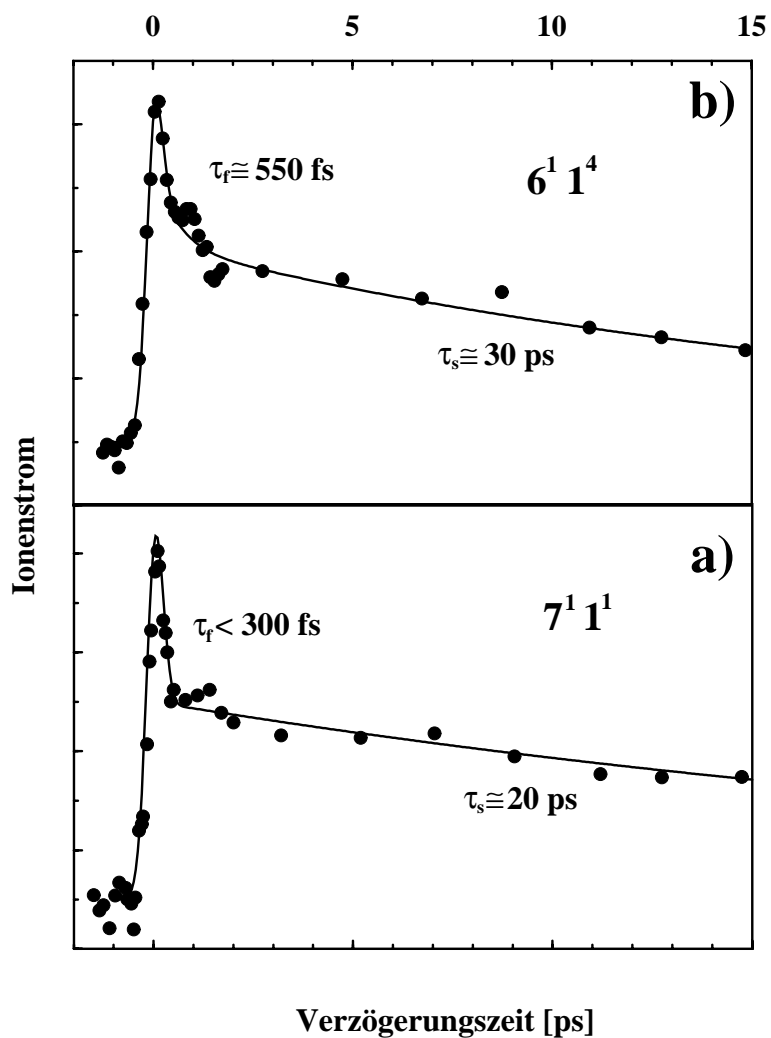 0 5 10 15
b)
τf≅ 550 fs
6¹ 1⁴
τs≅ 30 ps
Ionenstrom
a)
7¹ 1¹
τf< 300 fs
τs≅ 20 ps
Verzögerungszeit [ps]